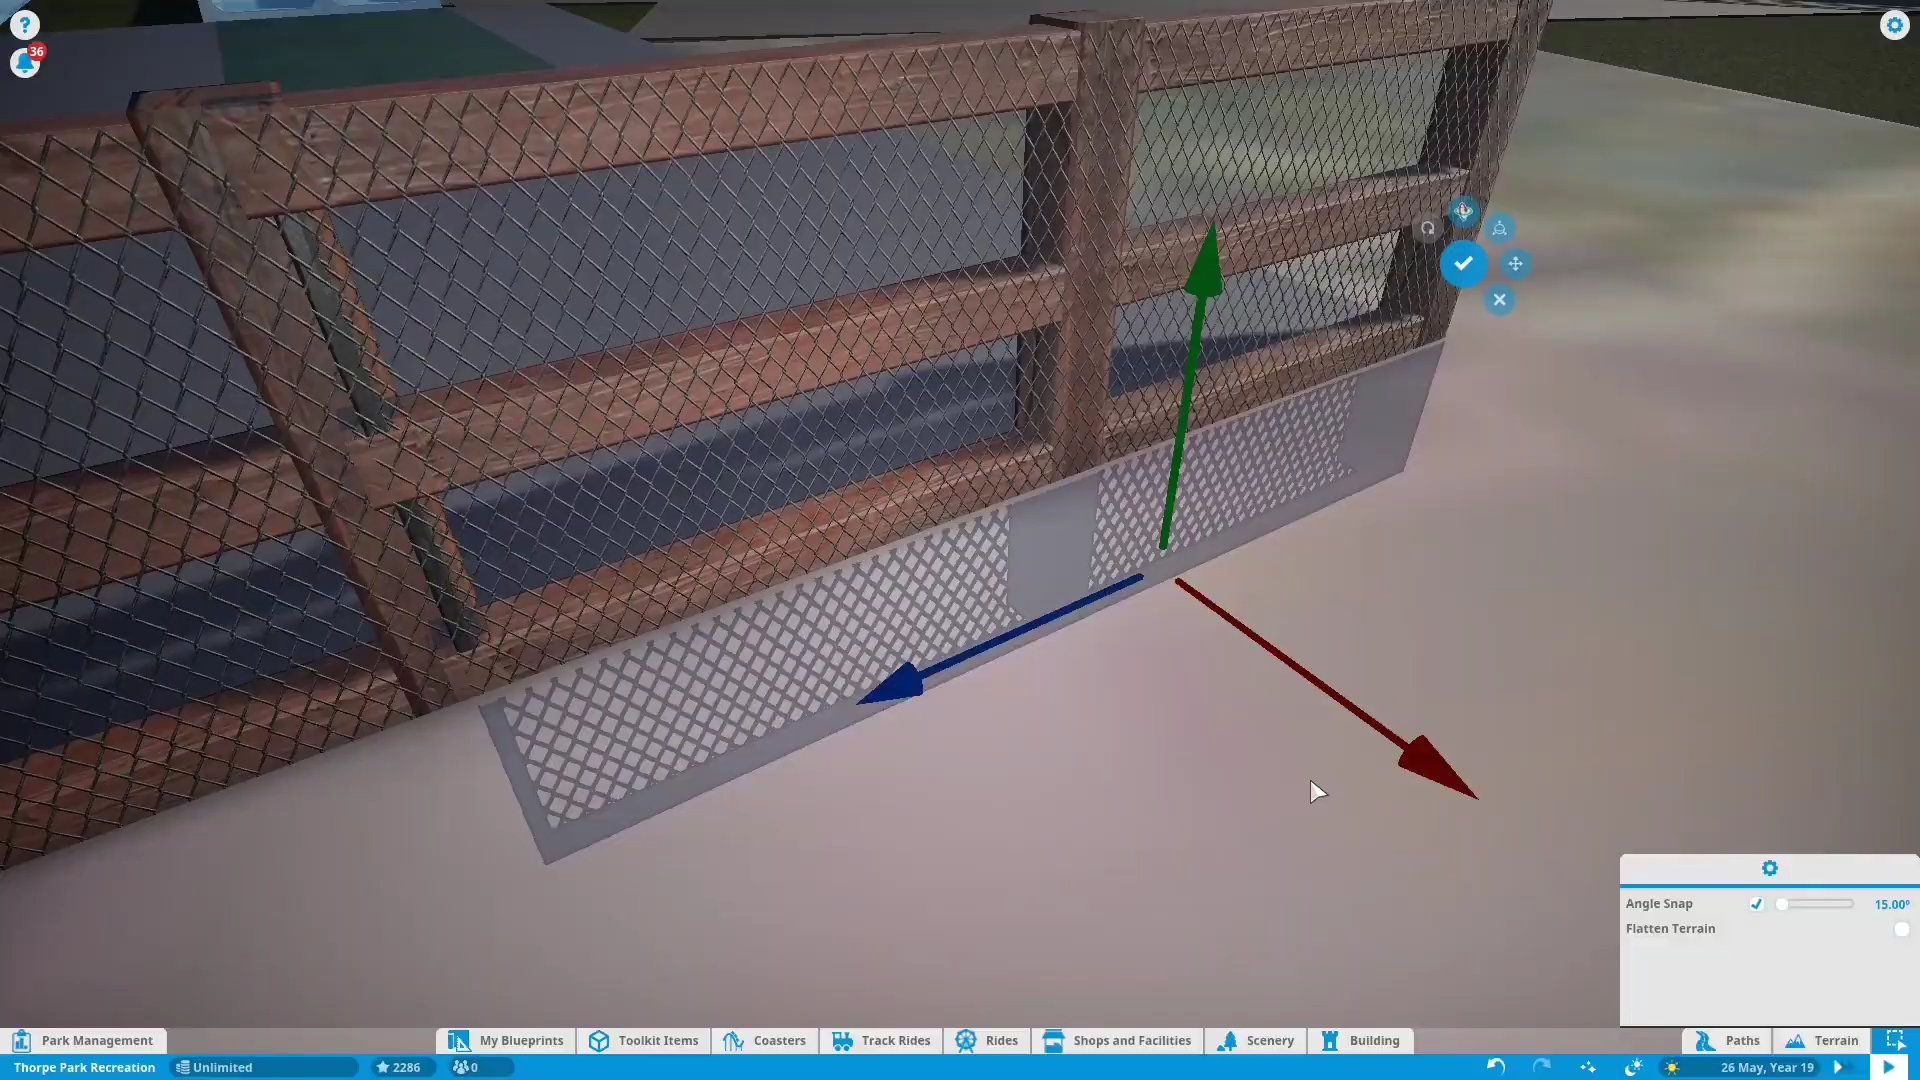 ?
36
Angle Snap 15.00°
Flatten Terrain
Park Management
My Blueprints
Toolkit Items
Coasters
Track Rides
Rides
Shops and Facilities
Scenery
Building
Paths
Terrain
Thorpe Park Recreation
Unlimited
2286
0
26 May, Year 19